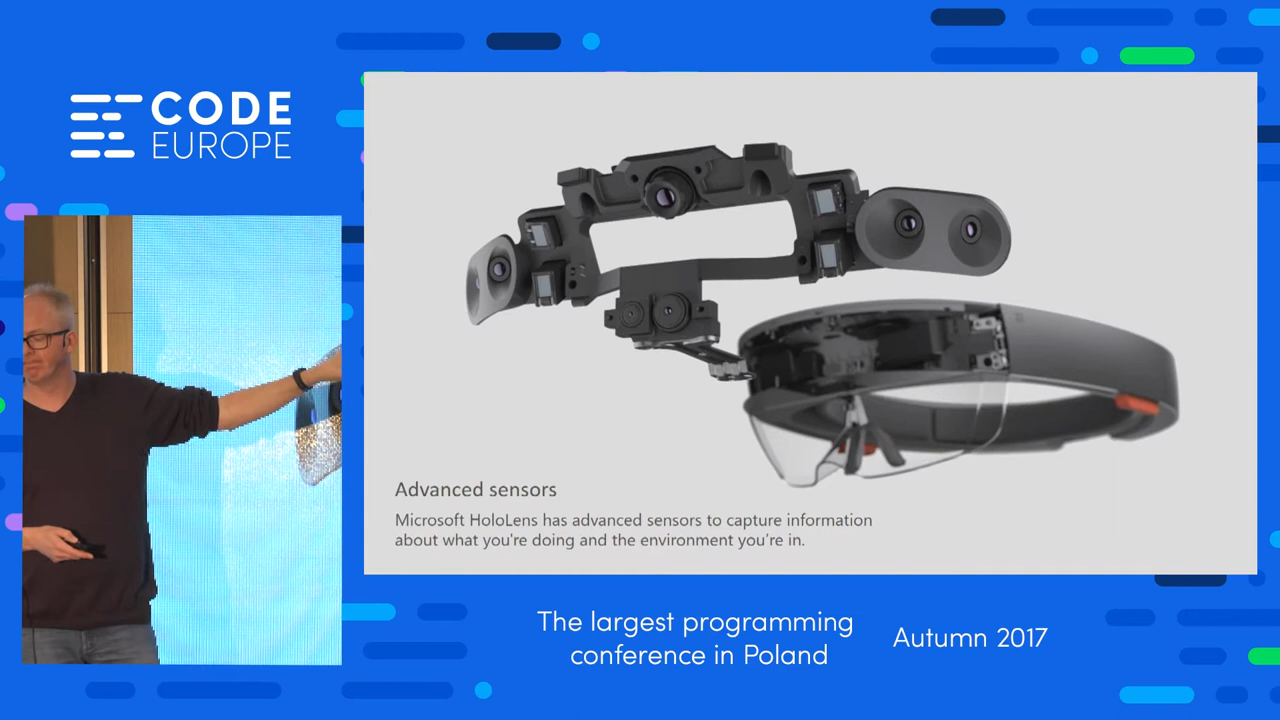 CODE
EUROPE
Advanced sensors
Microsoft HoloLens has advanced sensors to capture information
about what you're doing and the environment you're in.
The largest programming
conference in Poland
Autumn 2017